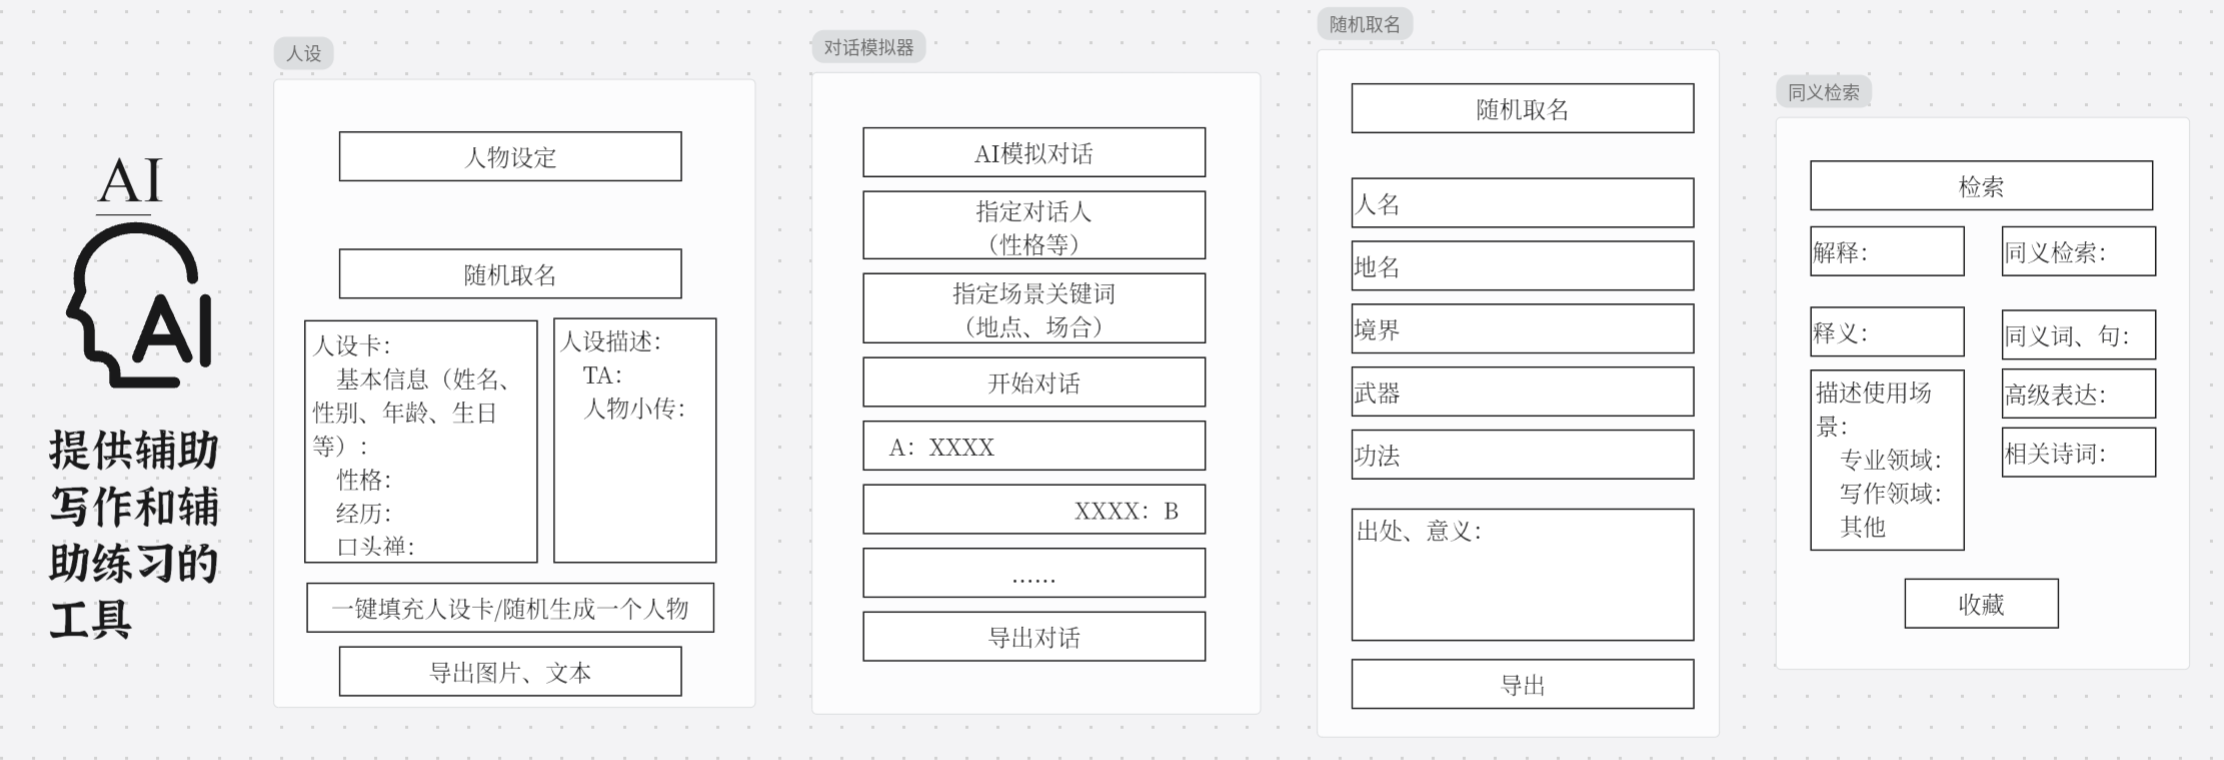 AI
AI
提供辅助
写作和辅
助练习的
工具
人设
人物设定
随机取名
人设卡：
基本信息（姓名、
性别、年龄、生日
等）：
性格：
经历：
口头禅：
人设描述：
TA：
人物小传：
一键填充人设卡/随机生成一个人物
导出图片、文本
对话模拟器
AI模拟对话
指定对话人
（性格等）
指定场景关键词
（地点、场合）
开始对话
A：XXXX
XXXX：B
……
导出对话
随机取名
随机取名
人名
地名
境界
武器
功法
出处、意义：
导出
同义检索
检索
解释：
释义：
描述使用场
景：
专业领域：
写作领域：
其他
同义检索：
同义词、句：
高级表达：
相关诗词：
收藏